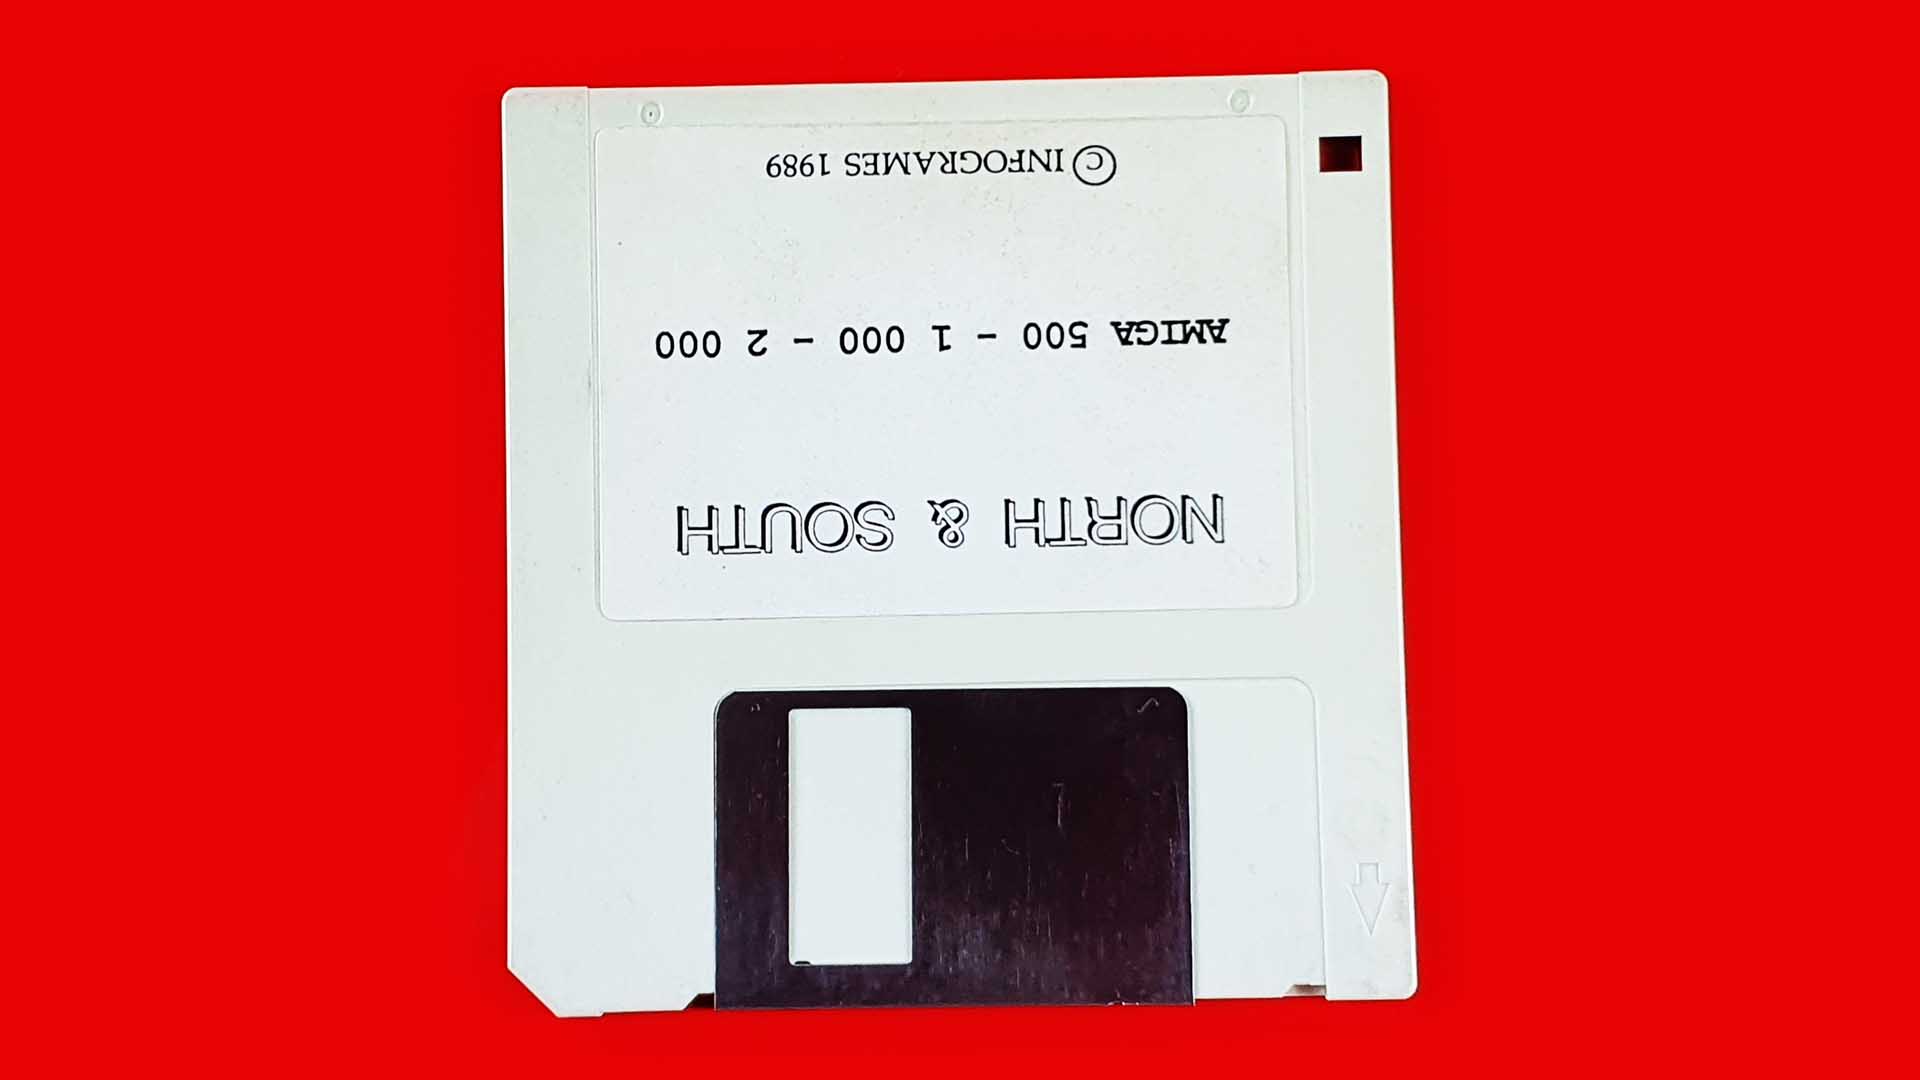 NORTH & SOUTH
AMIGA 500 - 1 000 - 2 000
© INFOGRAMES 1989